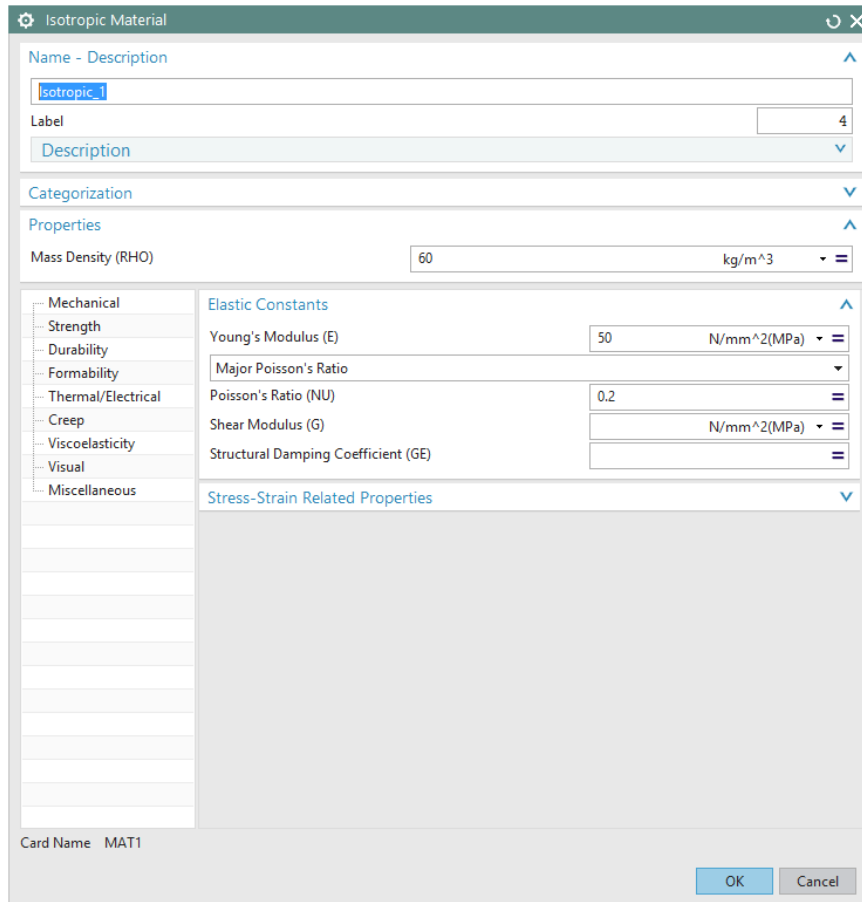 Isotropic Material
Name - Description
Isotropic_1
Label 4
Description
Categorization
Properties
Mass Density (RHO) 60 kg/m^3
Mechanical
Strength
Durability
Formability
Thermal/Electrical
Creep
Viscoelasticity
Visual
Miscellaneous
Elastic Constants
Young's Modulus (E) 50 N/mm^2(MPa)
Major Poisson's Ratio
Poisson's Ratio (NU) 0.2
Shear Modulus (G) N/mm^2(MPa)
Structural Damping Coefficient (GE)
Stress-Strain Related Properties
Card Name MAT1
OK Cancel